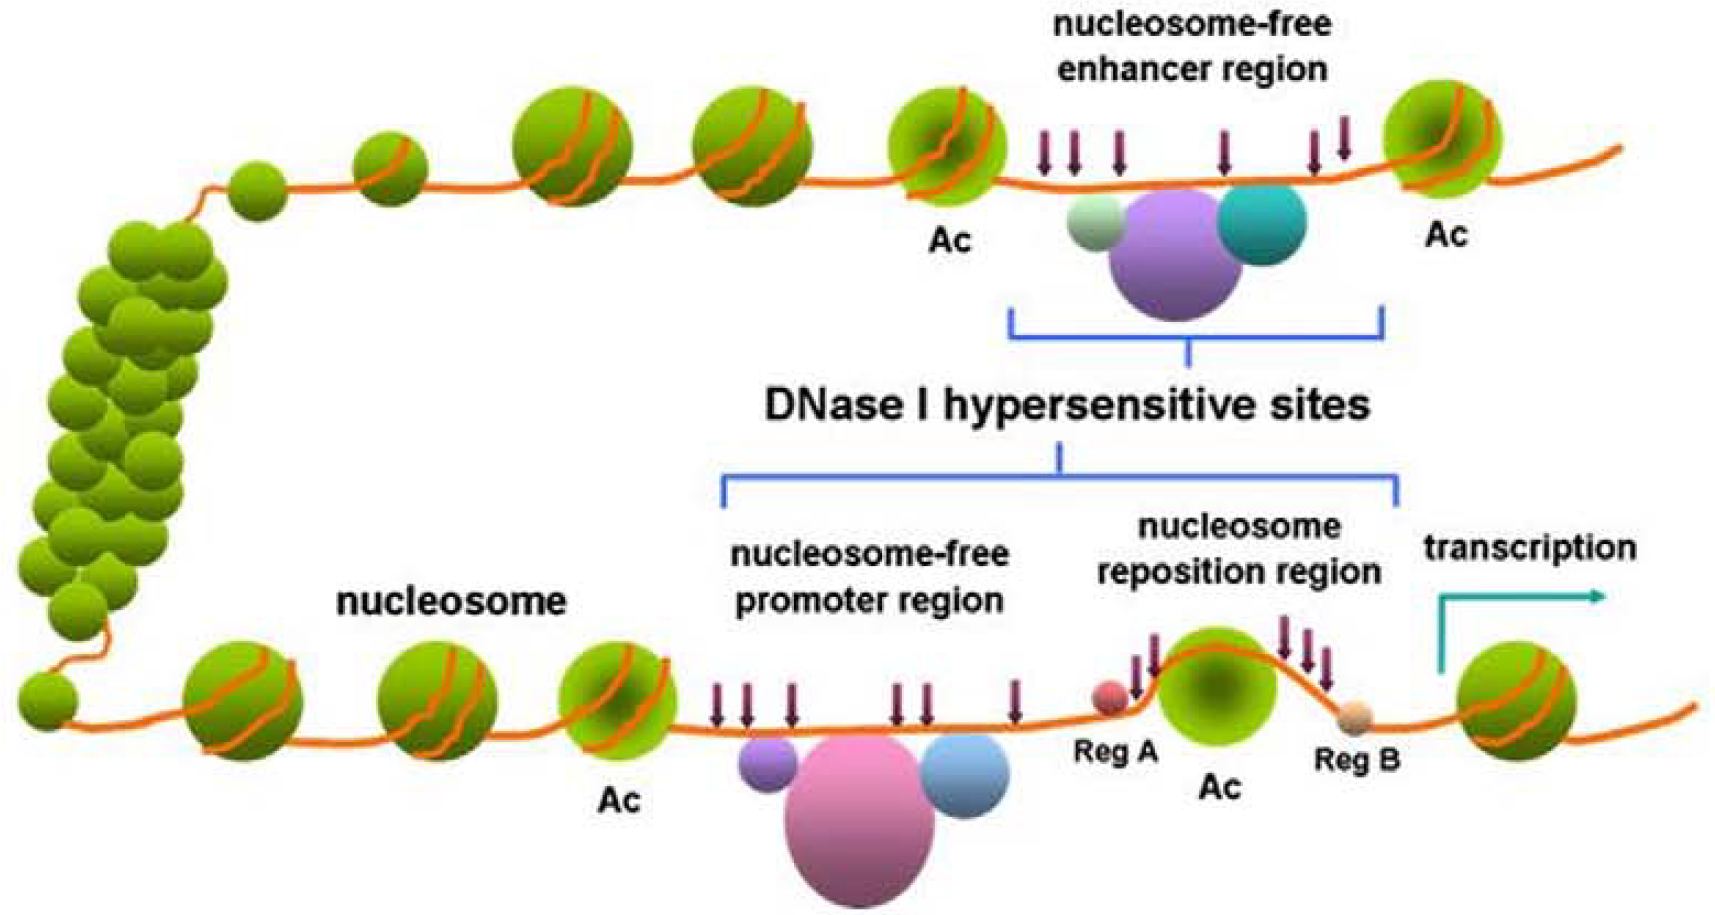 nucleosome-free
enhancer region
Ac
Ac
DNase I hypersensitive sites
nucleosome-free
promoter region
nucleosome
reposition region
transcription
nucleosome
Reg A
Reg B
Ac
Ac